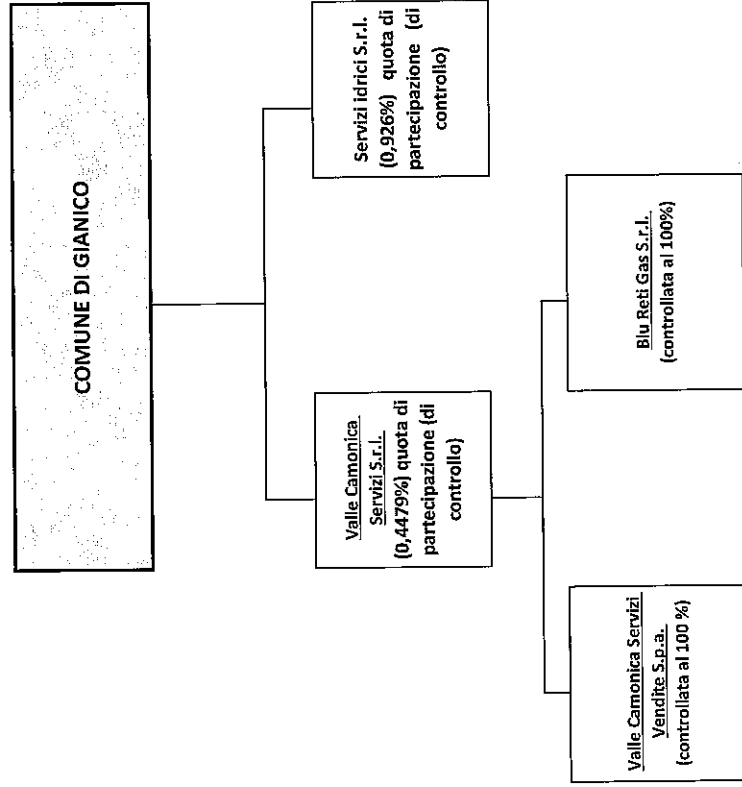 COMUNE DI GIANICO
Valle Camonica
Servizi S.r.l.
(0,4479%) quota di
partecipazione (di
controllo)
Servizi idrici S.r.l.
(0,926%) quota di
partecipazione (di
controllo)
Valle Camonica Servizi
Vendite S.p.a.
(controllata al 100 %)
Blu Reti Gas S.r.l.
(controllata al 100%)